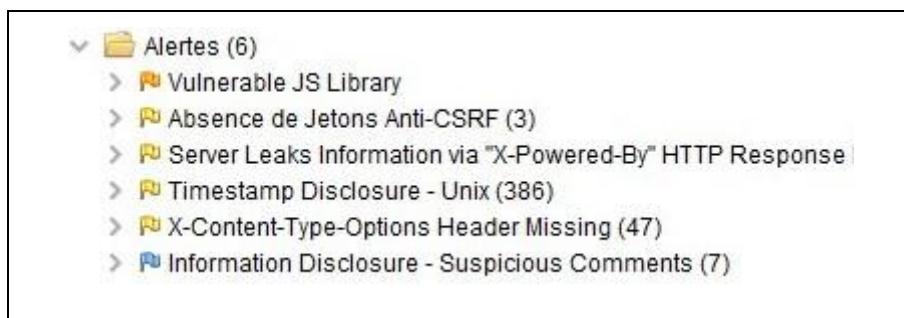 Alertes (6)
Vulnerable JS Library
Absence de Jetons Anti-CSRF (3)
Server Leaks Information via "X-Powered-By" HTTP Response
Timestamp Disclosure - Unix (386)
X-Content-Type-Options Header Missing (47)
Information Disclosure - Suspicious Comments (7)